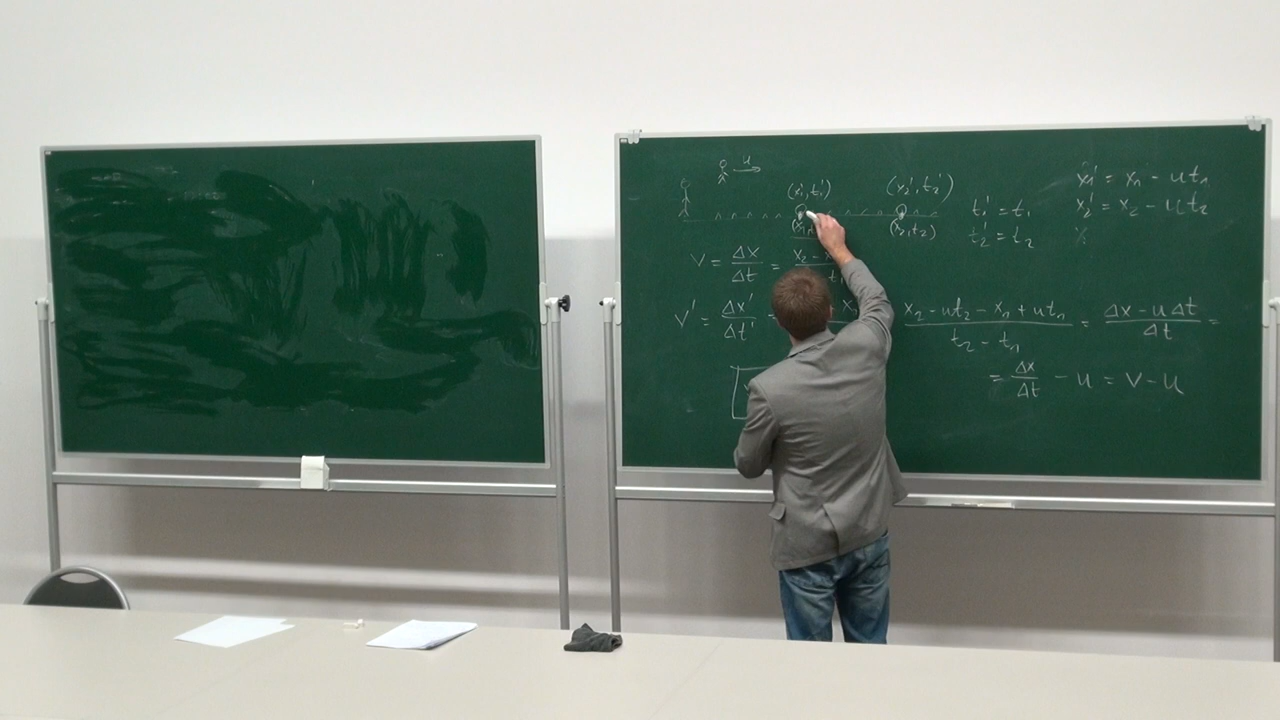 u
(x₁', t₁') (x₂', t₂')
(x₁ (x₂, t₂)
t₁' = t₁
t₂' = t₂
x₁' = x₁ - ut₁
x₂' = x₂ - ut₂
v = Δx/Δt = x₂ -
v' = Δx'/Δt' = (x₂ - ut₂ - x₁ + ut₁)/(t₂ - t₁) = (Δx - uΔt)/Δt =
= Δx/Δt - u = v - u